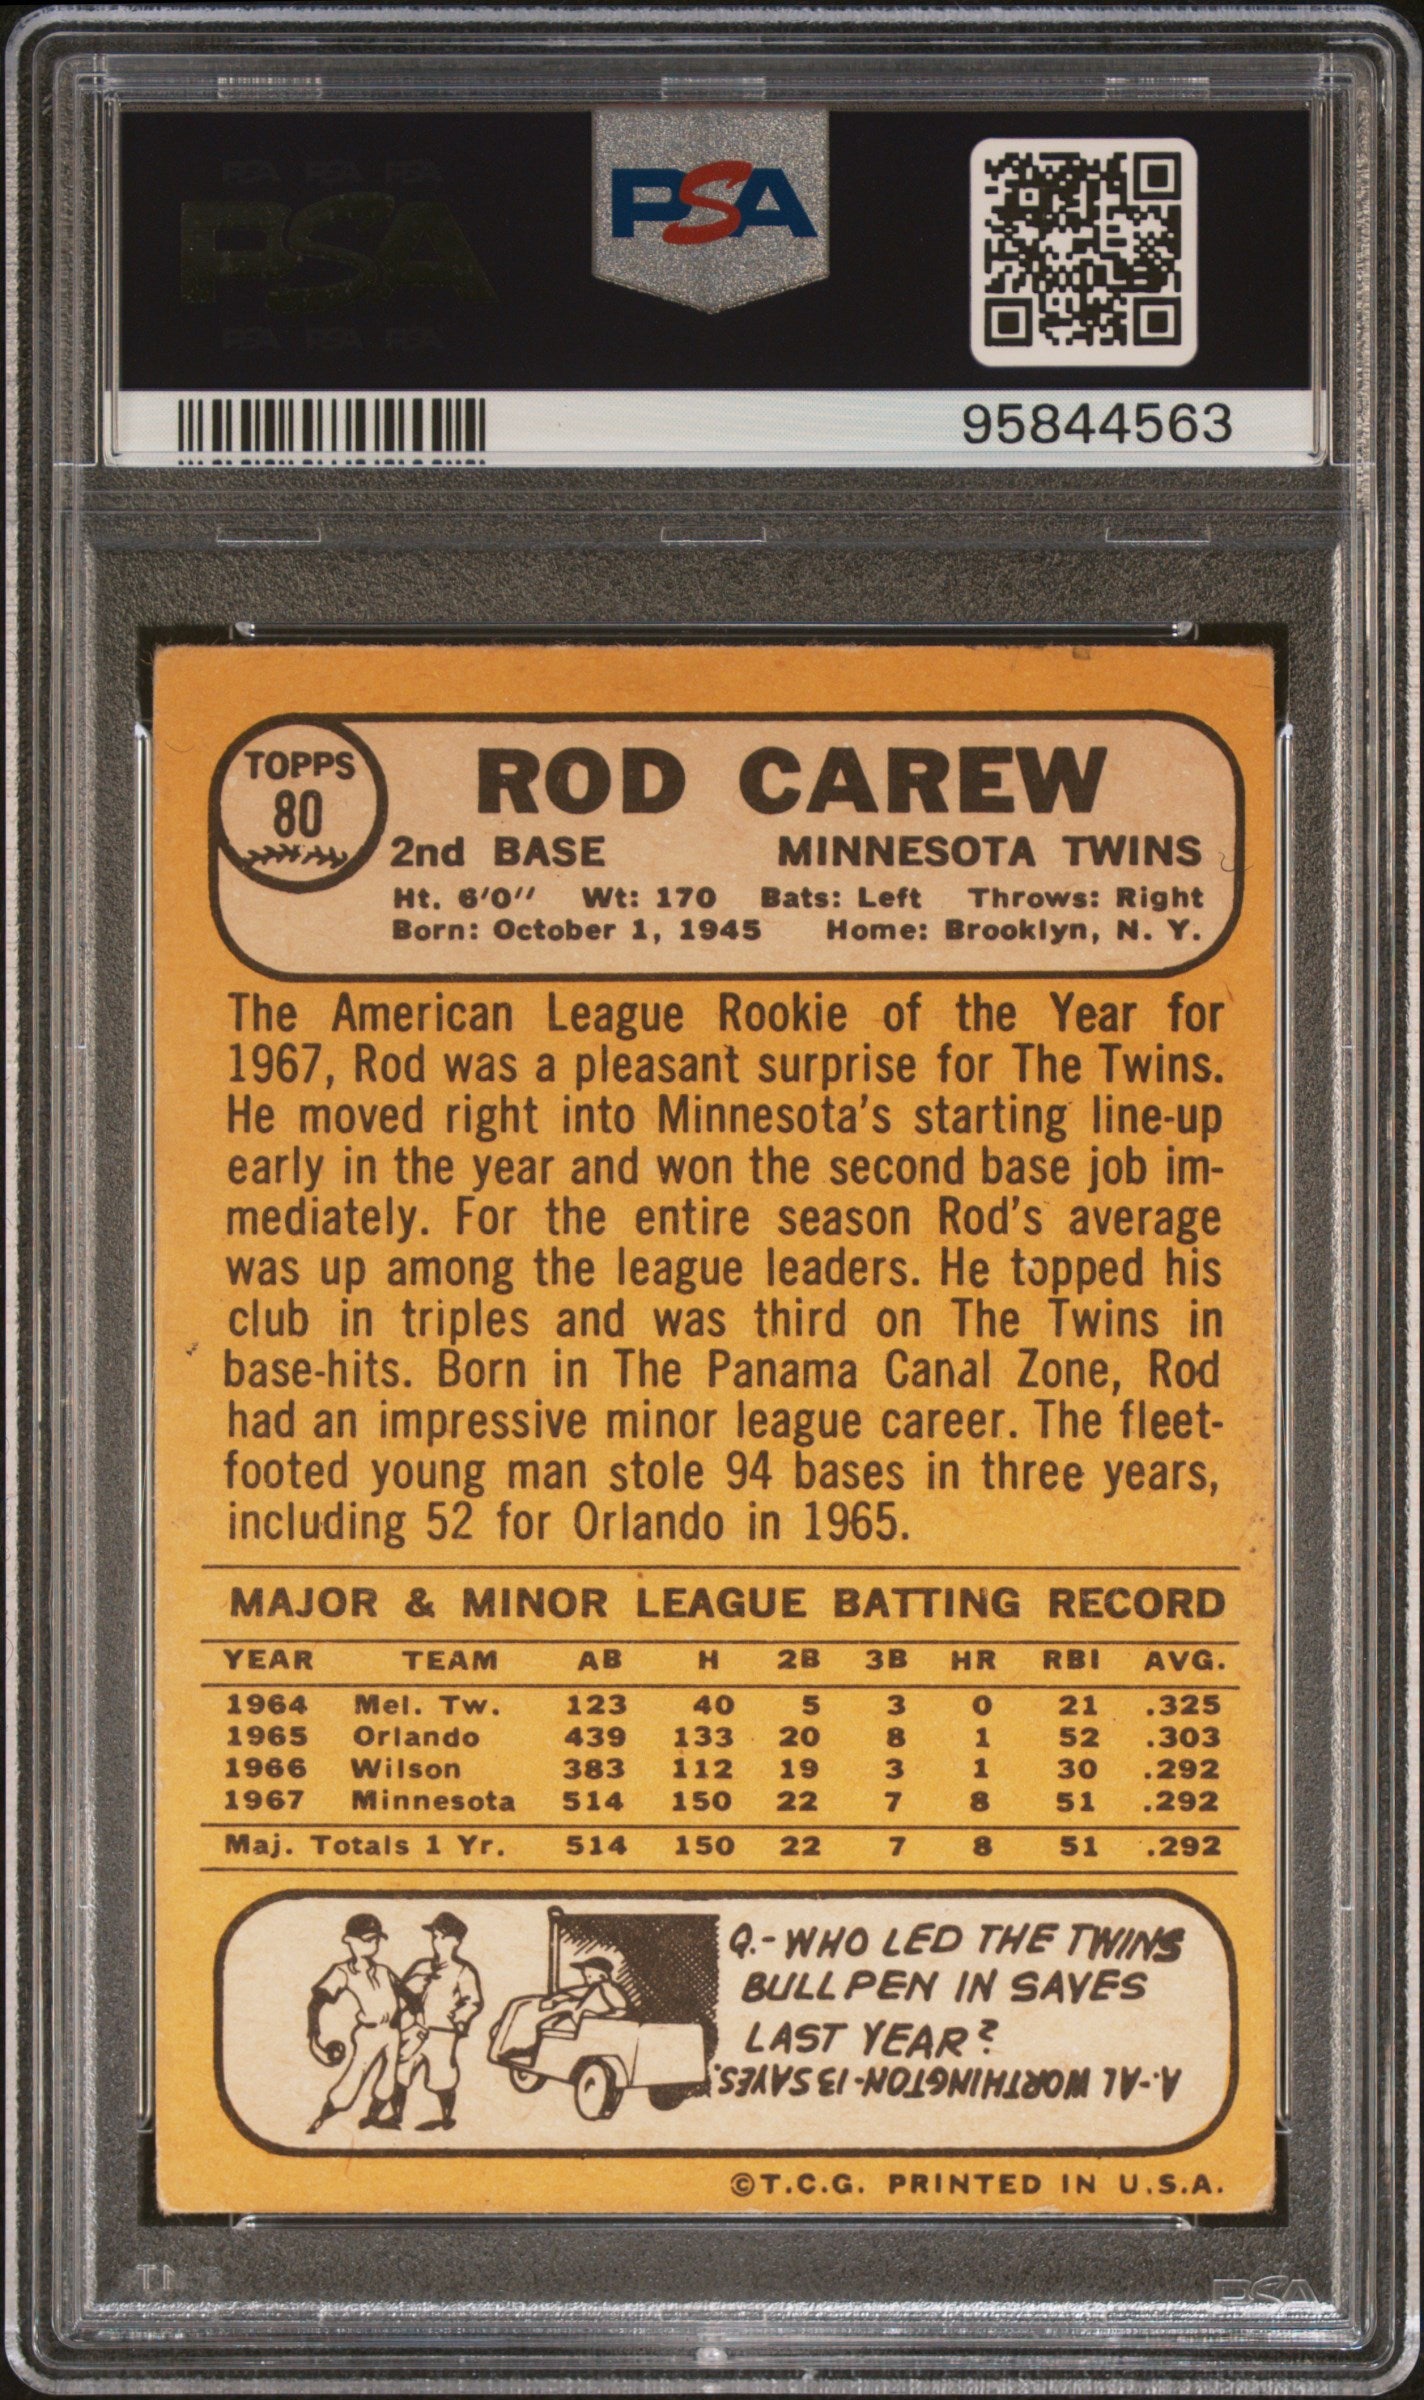 PSA PSA PSA
PSA
PSA PSA PSA
PSA
95844563
TOPPS
80
ROD CAREW
2nd BASE MINNESOTA TWINS
Ht. 6'0'' Wt: 170 Bats: Left Throws: Right
Born: October 1, 1945 Home: Brooklyn, N. Y.
The American League Rookie of the Year for
1967, Rod was a pleasant surprise for The Twins.
He moved right into Minnesota's starting line-up
early in the year and won the second base job im-
mediately. For the entire season Rod's average
was up among the league leaders. He topped his
club in triples and was third on The Twins in
base-hits. Born in The Panama Canal Zone, Rod
had an impressive minor league career. The fleet-
footed young man stole 94 bases in three years,
including 52 for Orlando in 1965.
MAJOR & MINOR LEAGUE BATTING RECORD
YEAR TEAM AB H 2B 3B HR RBI AVG.
1964 Mel. Tw. 123 40 5 3 0 21 .325
1965 Orlando 439 133 20 8 1 52 .303
1966 Wilson 383 112 19 3 1 30 .292
1967 Minnesota 514 150 22 7 8 51 .292
Maj. Totals 1 Yr. 514 150 22 7 8 51 .292
Q.-WHO LED THE TWINS
BULLPEN IN SAVES
LAST YEAR?
A.-AL WORTHINGTON-13 SAVES.
©T.C.G. PRINTED IN U.S.A.
PSA